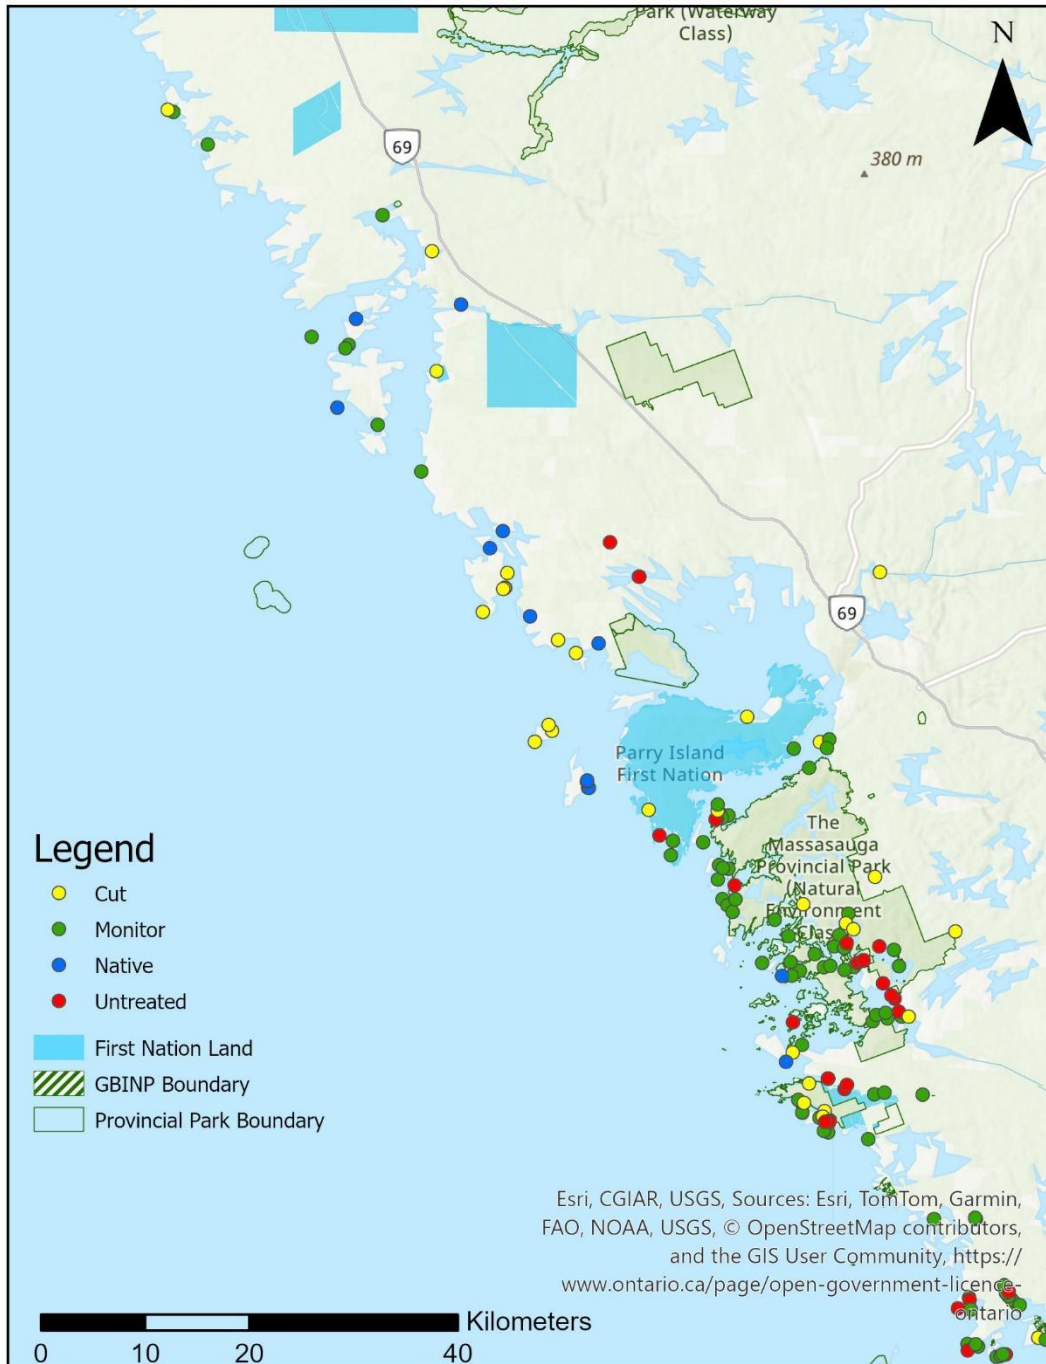 Park (Waterway
Class)
N
69
380 m
69
Parry Island
First Nation
The
Massasauga
Provincial Park
(Natural
Environment
Class)
Legend
Cut
Monitor
Native
Untreated
First Nation Land
GBINP Boundary
Provincial Park Boundary
Esri, CGIAR, USGS, Sources: Esri, TomTom, Garmin,
FAO, NOAA, USGS, © OpenStreetMap contributors,
and the GIS User Community, https://
www.ontario.ca/page/open-government-licence-
ontario
Kilometers
0 10 20 40